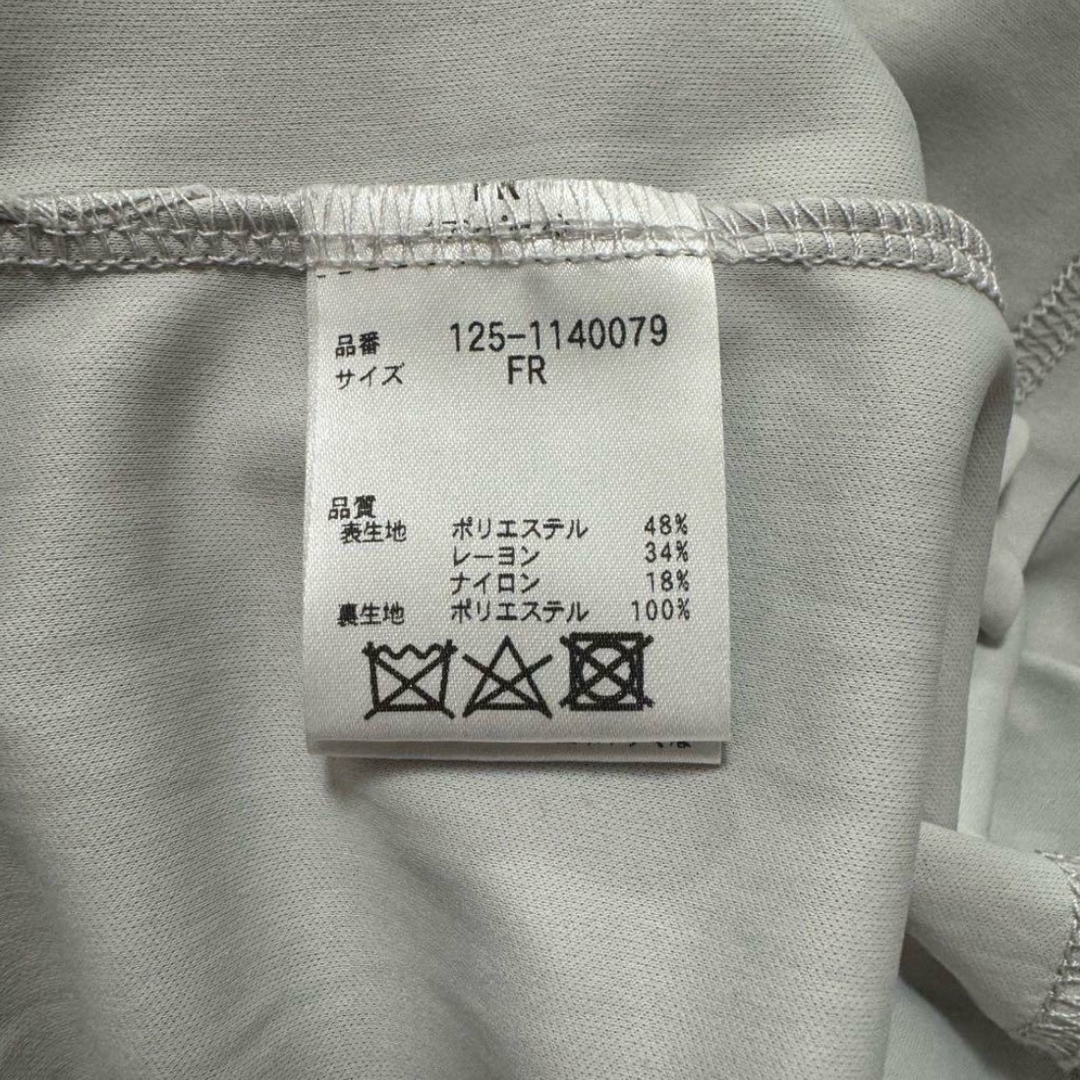 品番 125-1140079
サイズ FR
品質
表生地 ポリエステル 48%
レーヨン 34%
ナイロン 18%
裏生地 ポリエステル 100%